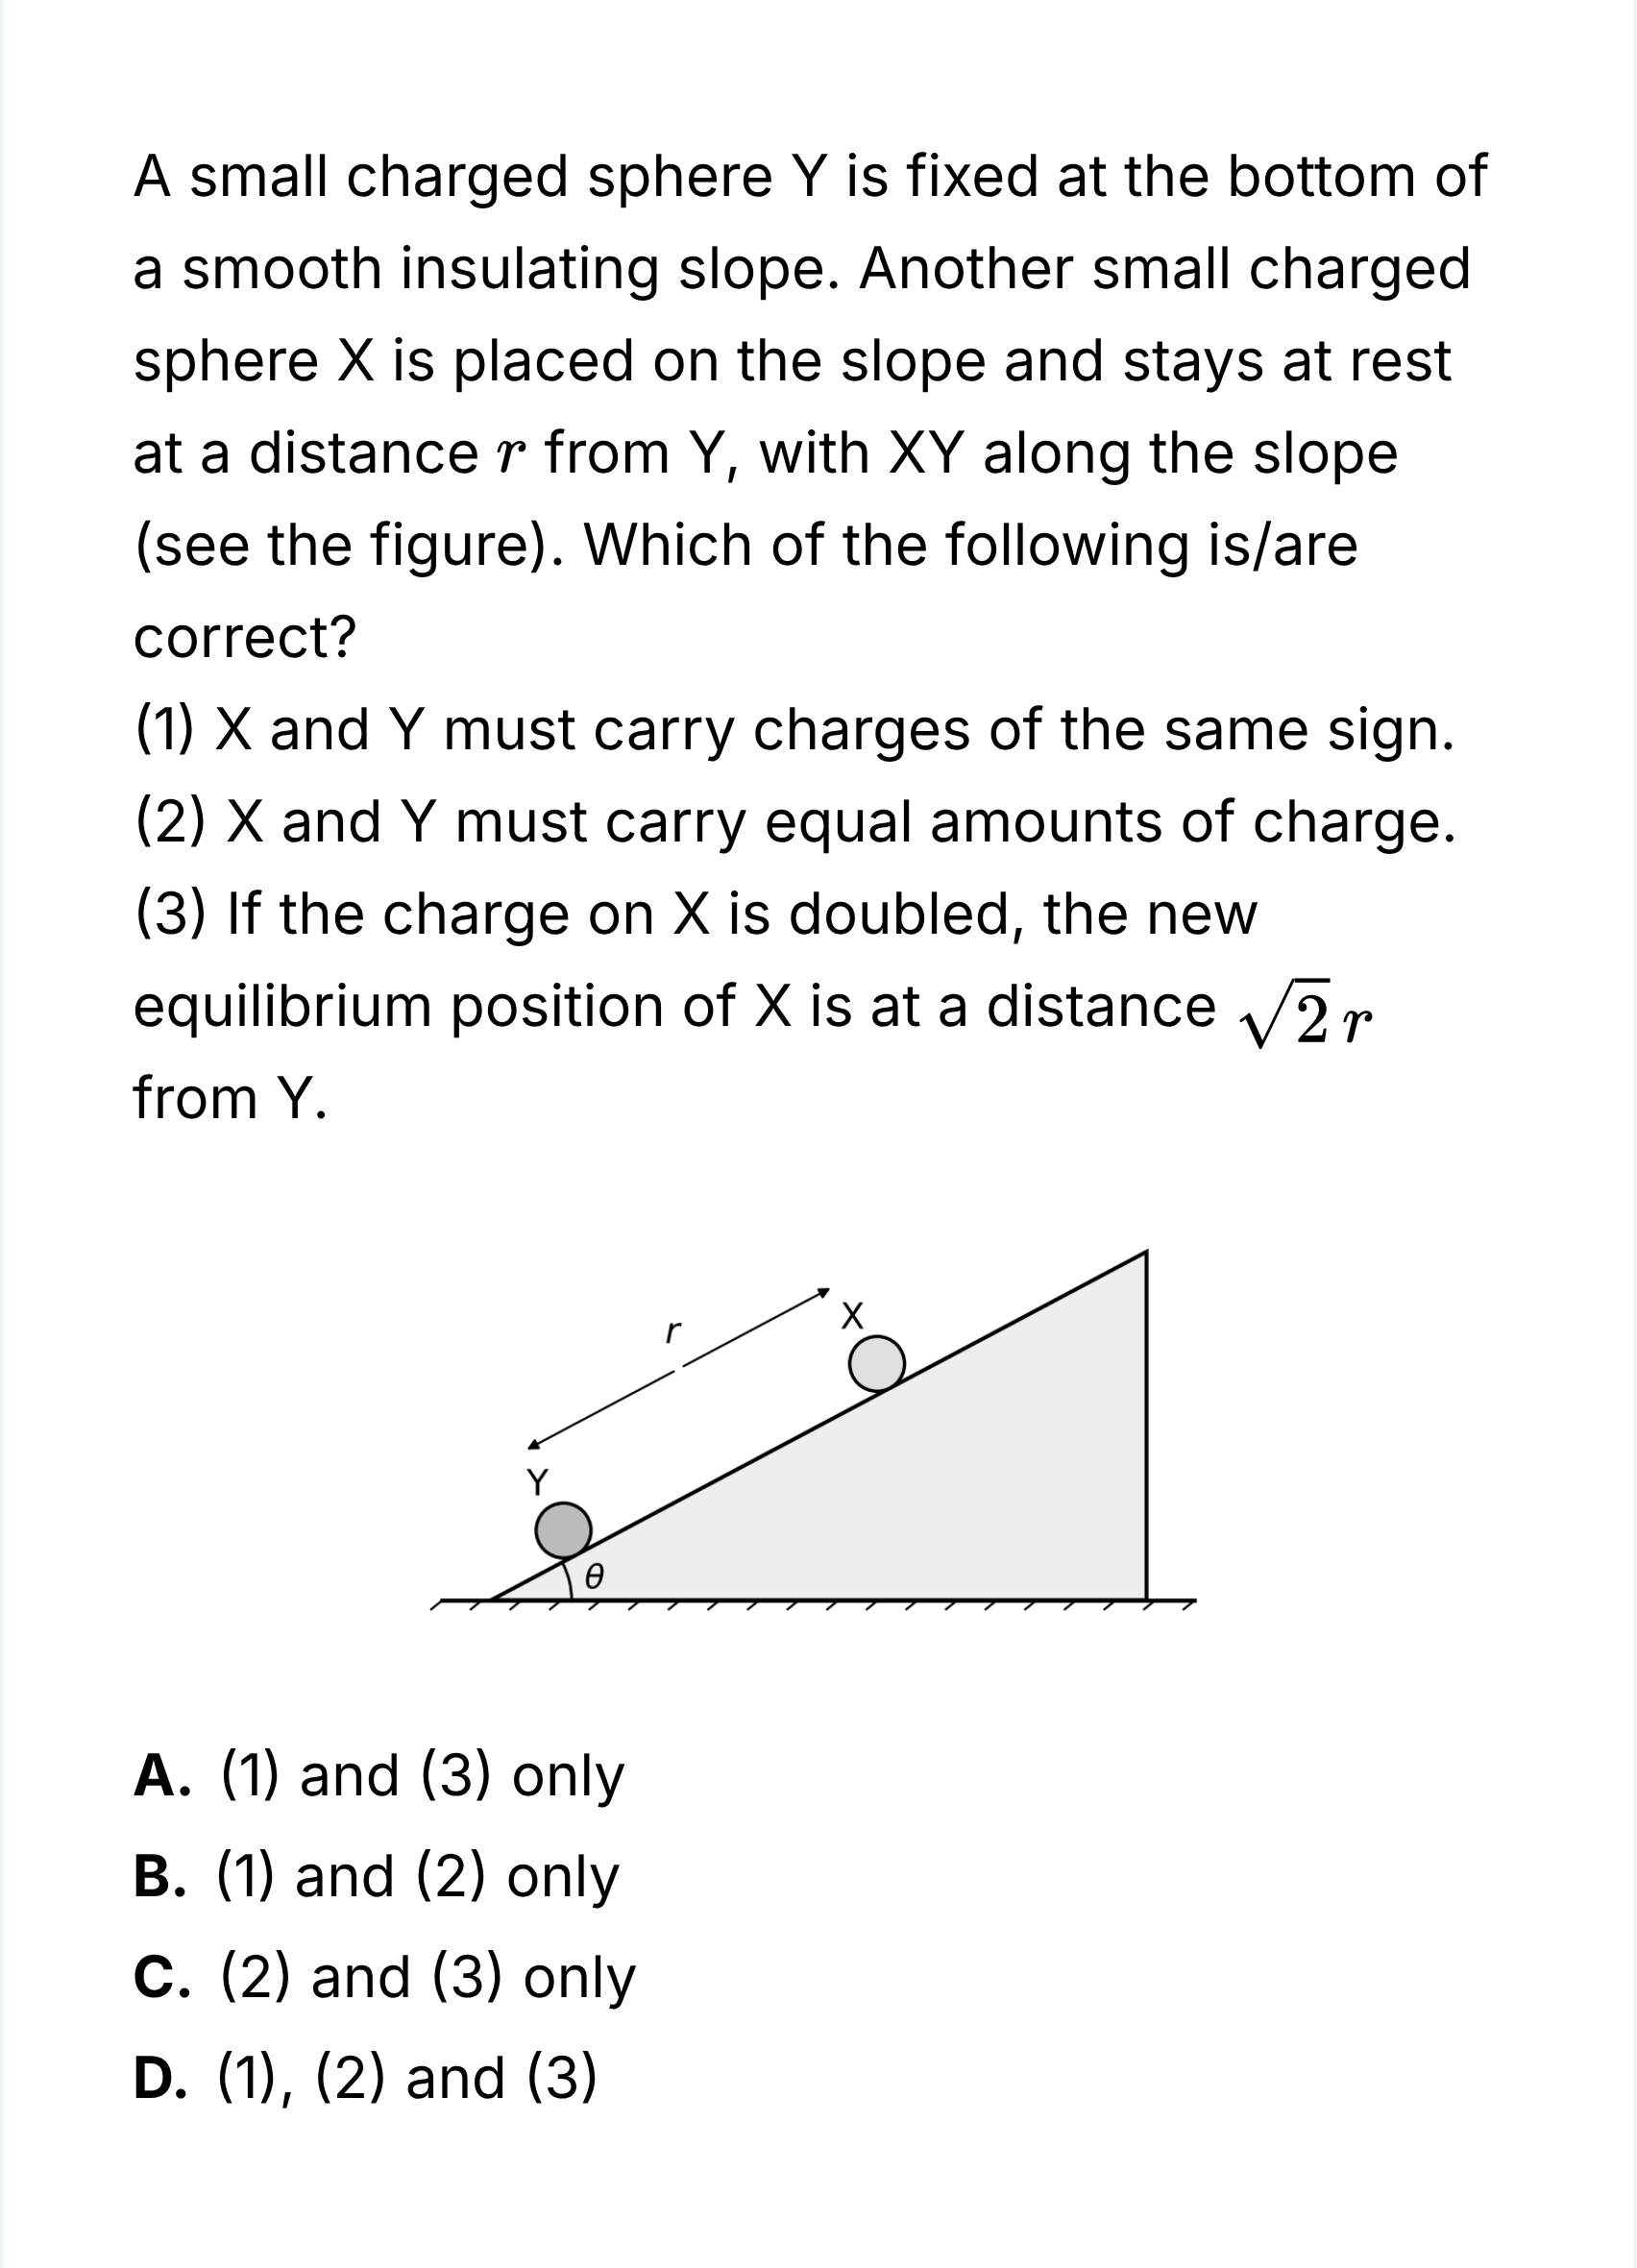 A small charged sphere Y is fixed at the bottom of
a smooth insulating slope. Another small charged
sphere X is placed on the slope and stays at rest
at a distance r from Y, with XY along the slope
(see the figure). Which of the following is/are
correct?
(1) X and Y must carry charges of the same sign.
(2) X and Y must carry equal amounts of charge.
(3) If the charge on X is doubled, the new
equilibrium position of X is at a distance √2 r
from Y.
X
r
Y
θ
A. (1) and (3) only
B. (1) and (2) only
C. (2) and (3) only
D. (1), (2) and (3)